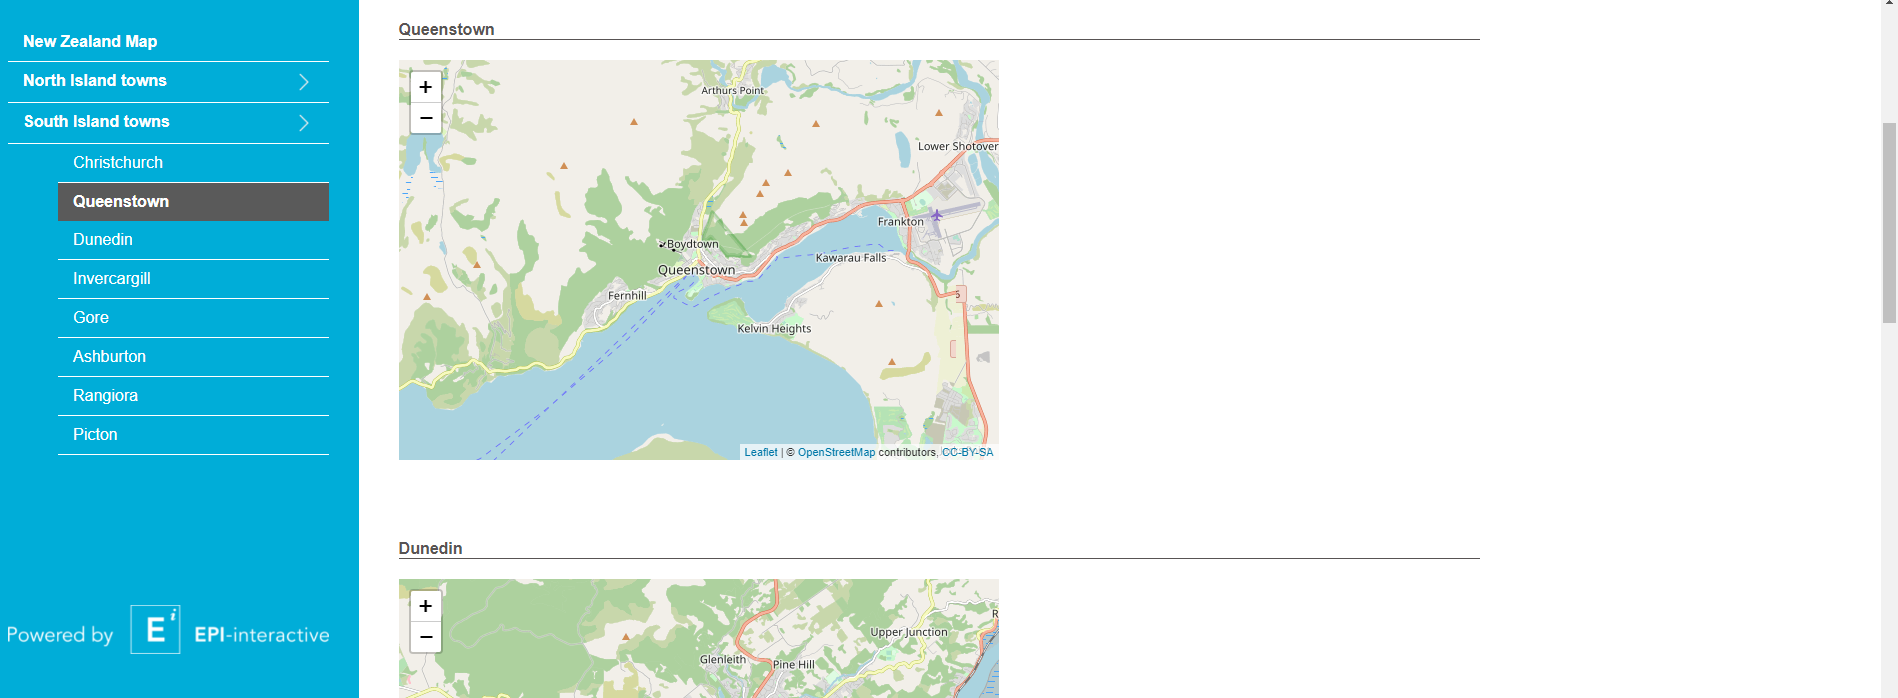 New Zealand Map
North Island towns
South Island towns
Christchurch
Queenstown
Dunedin
Invercargill
Gore
Ashburton
Rangiora
Picton
Powered by Ei EPI-interactive
Queenstown
+
−
Arthurs Point
Lower Shotover
Frankton
Boydtown
Kawarau Falls
Queenstown
Fernhill
6
Kelvin Heights
Leaflet | © OpenStreetMap contributors, CC-BY-SA
Dunedin
+
−
Upper Junction
Glenleith
Pine Hill